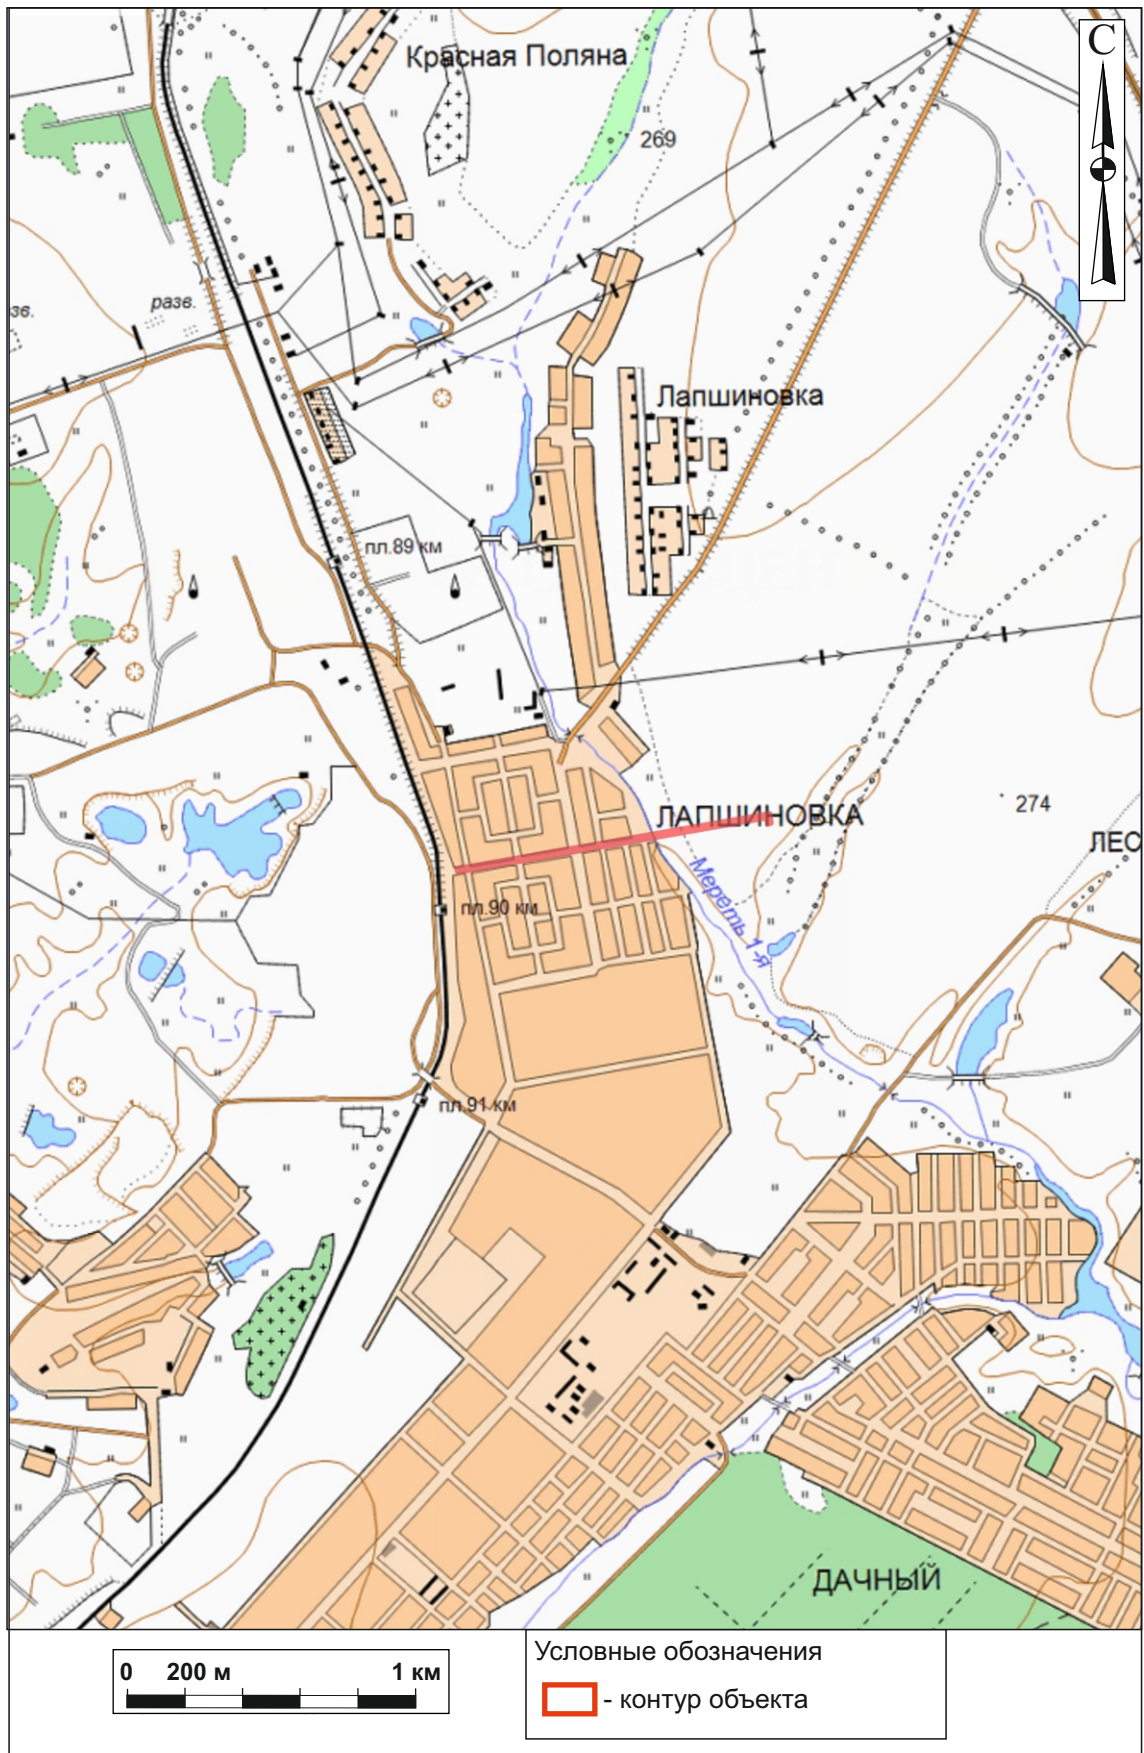 Красная Поляна
С
269
разв.
зв.
Лапшиновка
пл.89 км
ЛАПШИНОВКА
274
ЛЕС
Мереть 1-я
пл.90 км
пл.91 км
ДАЧНЫЙ
0 200 м 1 км
Условные обозначения
- контур объекта